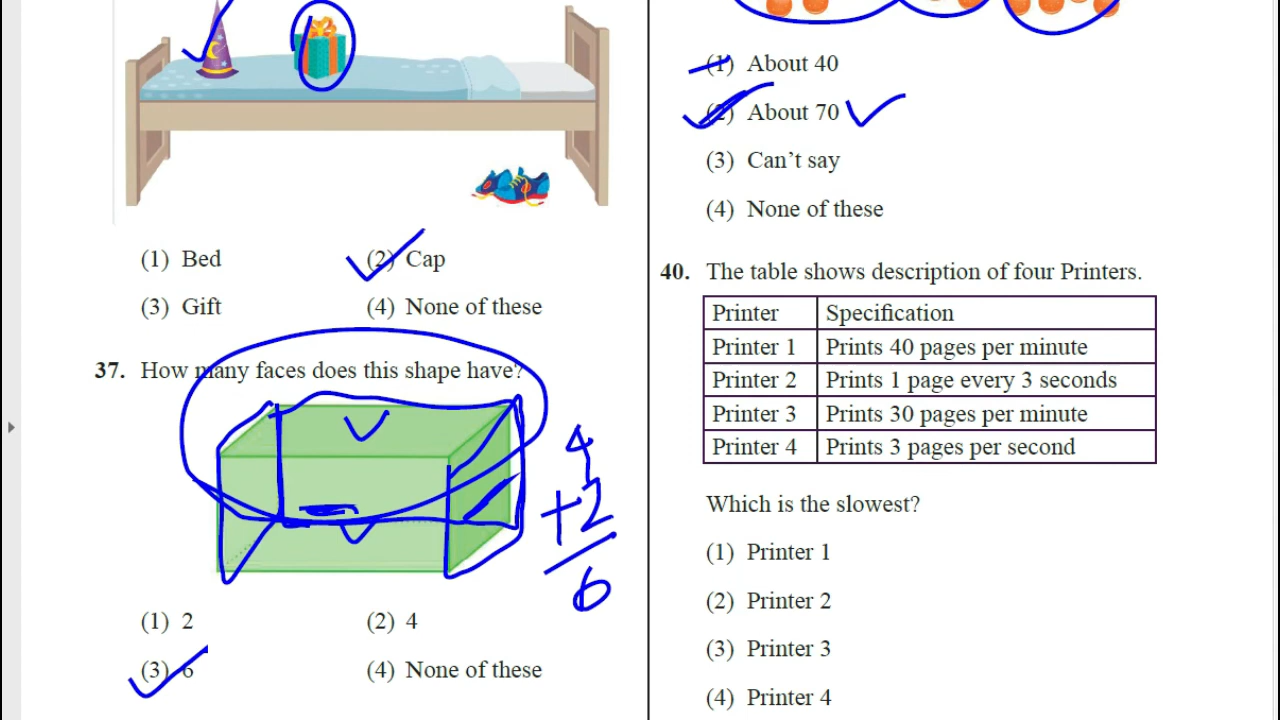 (1) Bed
(2) Cap
(3) Gift
(4) None of these
37. How many faces does this shape have?
4
+2
6
(1) 2
(2) 4
(3) 6
(4) None of these
(1) About 40
(2) About 70
(3) Can't say
(4) None of these
40. The table shows description of four Printers.
Printer Specification
Printer 1 Prints 40 pages per minute
Printer 2 Prints 1 page every 3 seconds
Printer 3 Prints 30 pages per minute
Printer 4 Prints 3 pages per second
Which is the slowest?
(1) Printer 1
(2) Printer 2
(3) Printer 3
(4) Printer 4